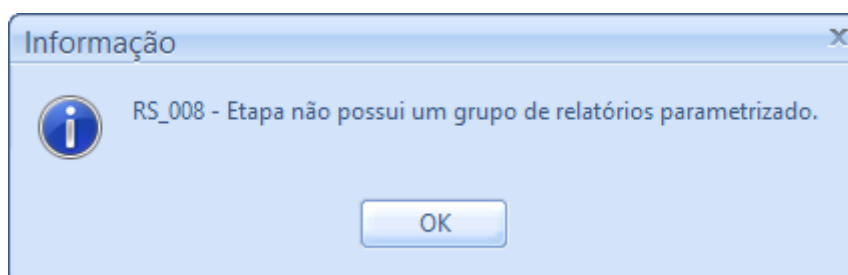 Informação
RS_008 - Etapa não possui um grupo de relatórios parametrizado.
OK